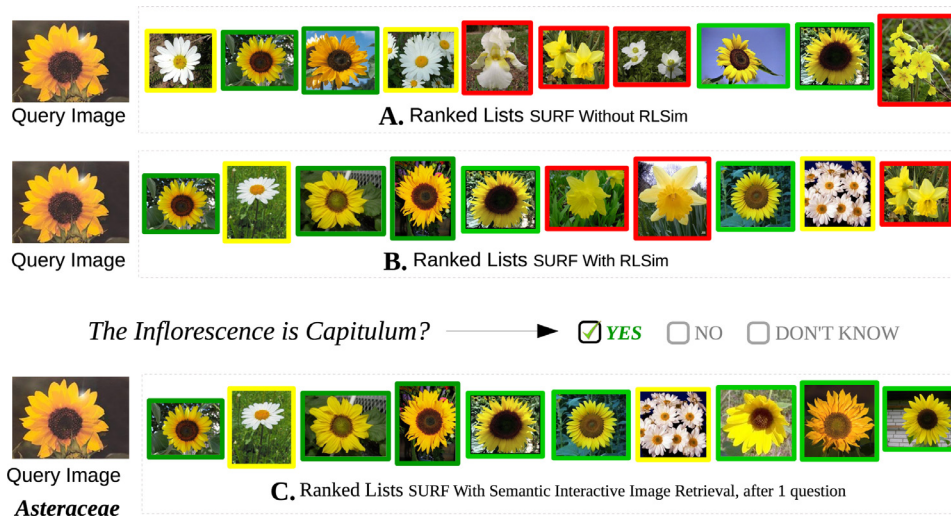 Query Image
A. Ranked Lists SURF Without RLSim
Query Image
B. Ranked Lists SURF With RLSim
The Inflorescence is Capitulum? YES NO DON'T KNOW
Query Image
Asteraceae
C. Ranked Lists SURF With Semantic Interactive Image Retrieval, after 1 question